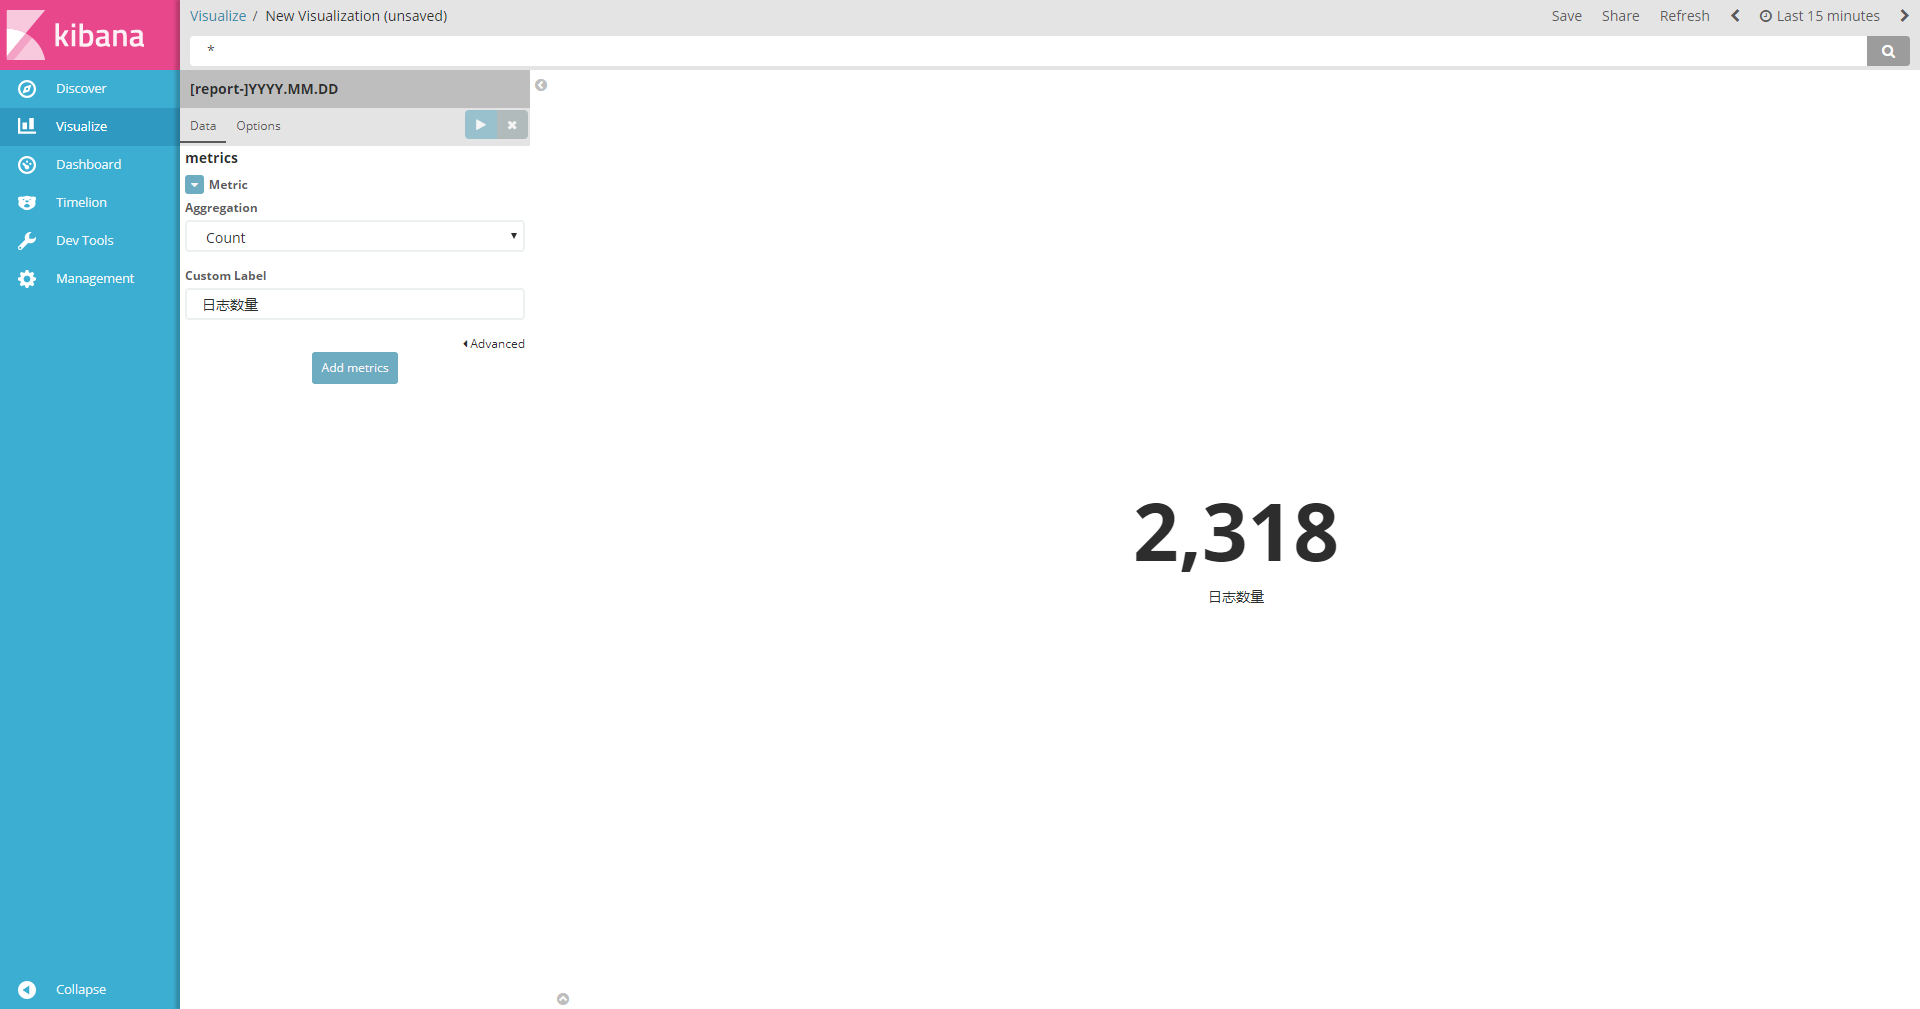 kibana
Discover
Visualize
Dashboard
Timelion
Dev Tools
Management
Collapse
Visualize / New Visualization (unsaved)
Save Share Refresh Last 15 minutes
*
[report-]YYYY.MM.DD
Data Options
metrics
Metric
Aggregation
Count
Custom Label
日志数量
Advanced
Add metrics
2,318
日志数量